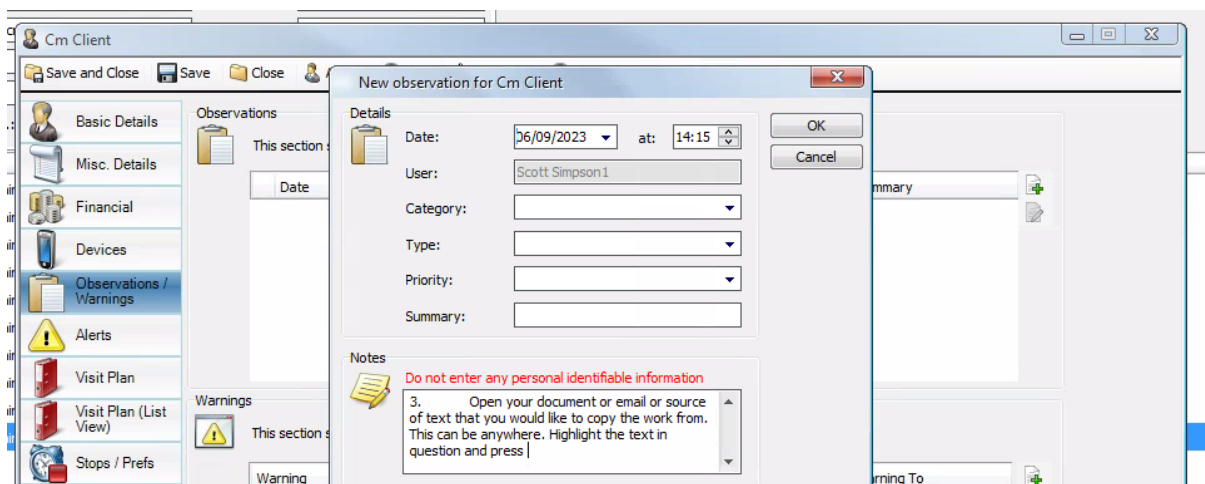 Cm Client
Save and Close Save Close
New observation for Cm Client
Basic Details
Misc. Details
Financial
Devices
Observations /
Warnings
Alerts
Visit Plan
Visit Plan (List
View)
Stops / Prefs
Observations
This section
Date
Warnings
This section
Warning
Details
Date: 06/09/2023 at: 14:15
User: Scott Simpson1
Category:
Type:
Priority:
Summary:
OK
Cancel
Notes
Do not enter any personal identifiable information
3. Open your document or email or source
of text that you would like to copy the work from.
This can be anywhere. Highlight the text in
question and press
mmary
rning To